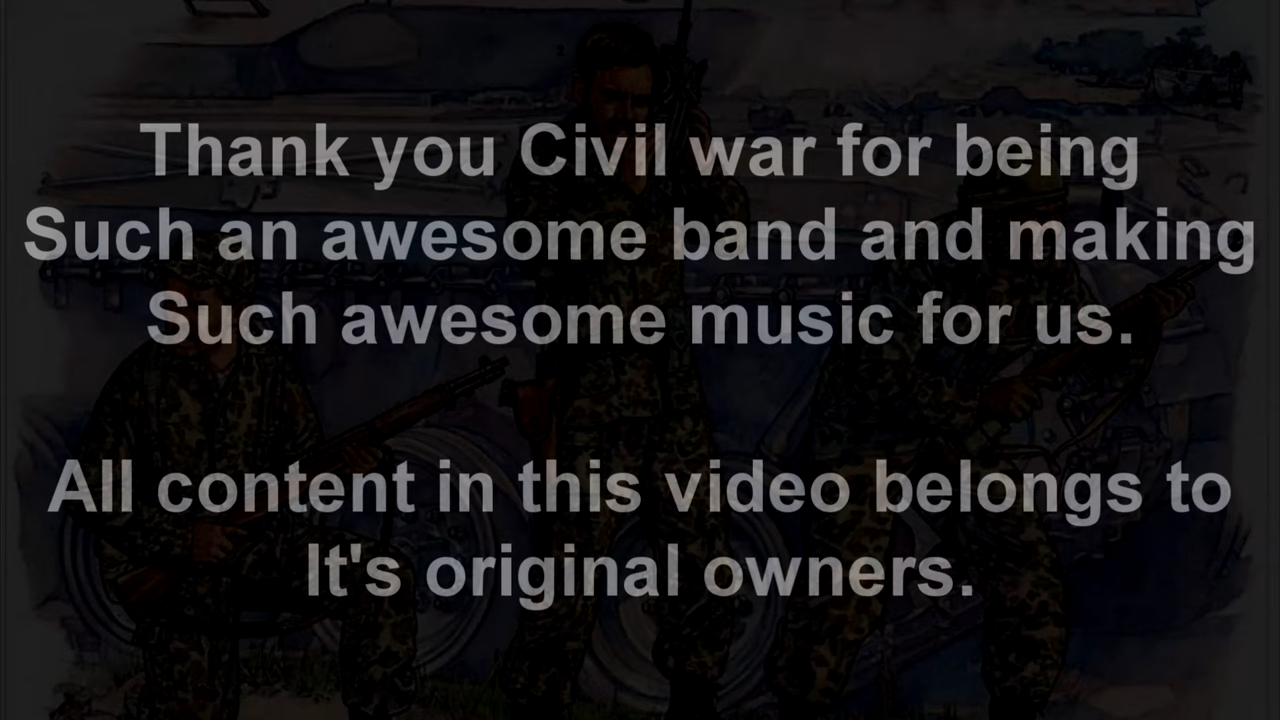 Thank you Civil war for being
Such an awesome band and making
Such awesome music for us.
All content in this video belongs to
It's original owners.